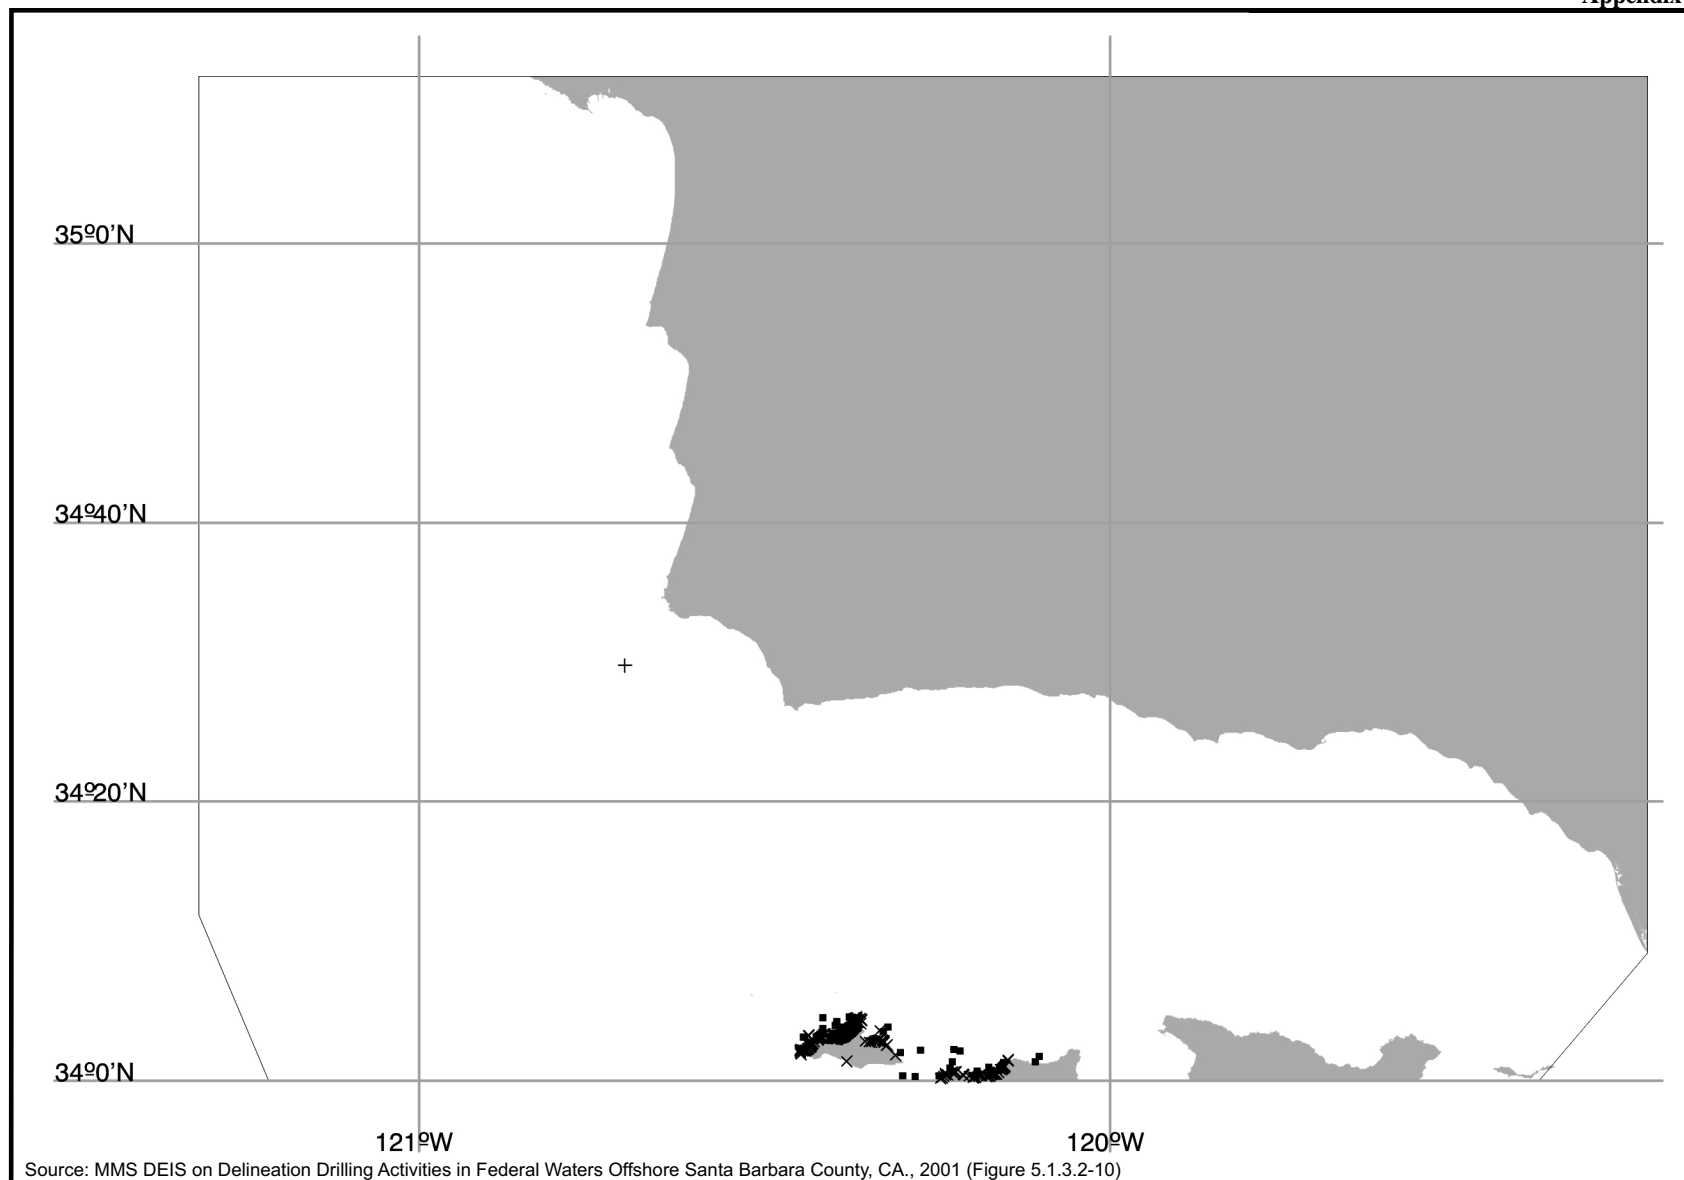 Appendix
35º0'N
34º40'N
34º20'N
34º0'N
121ºW
120ºW
Source: MMS DEIS on Delineation Drilling Activities in Federal Waters Offshore Santa Barbara County, CA., 2001 (Figure 5.1.3.2-10)